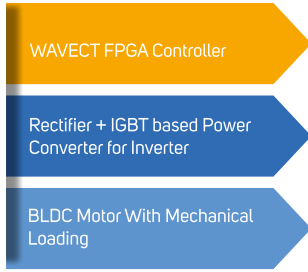 WAVECT FPGA Controller
Rectifier + IGBT based Power
Converter for Inverter
BLDC Motor With Mechanical
Loading